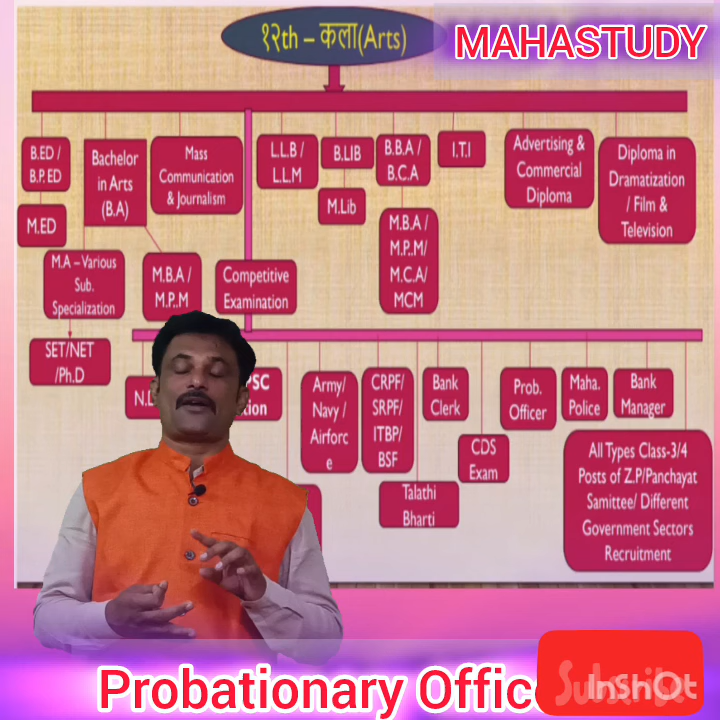 १२th – कला(Arts)
MAHASTUDY
B.ED /
B.P.ED
Bachelor
in Arts
(B.A)
Mass
Communication
& Journalism
L.L.B /
L.L.M
B.LIB
B.B.A /
B.C.A
I.T.I
Advertising &
Commercial
Diploma
Diploma in
Dramatization
/ Film &
Television
M.ED
M.Lib
M.B.A /
M.P..M/
M.C.A/
MCM
M.A – Various
Sub.
Specialization
M.B.A /
M.P..M
Competitive
Examination
SET/NET
/Ph.D
Army/
Navy /
Airforc
e
CRPF/
SRPF/
ITBP/
BSF
Bank
Clerk
Prob.
Officer
Maha.
Police
Bank
Manager
CDS
Exam
Talathi
Bharti
All Types Class-3/4
Posts of Z.P/Panchayat
Samittee/ Different
Government Sectors
Recruitment
Probationary
Subscribe
InShOt